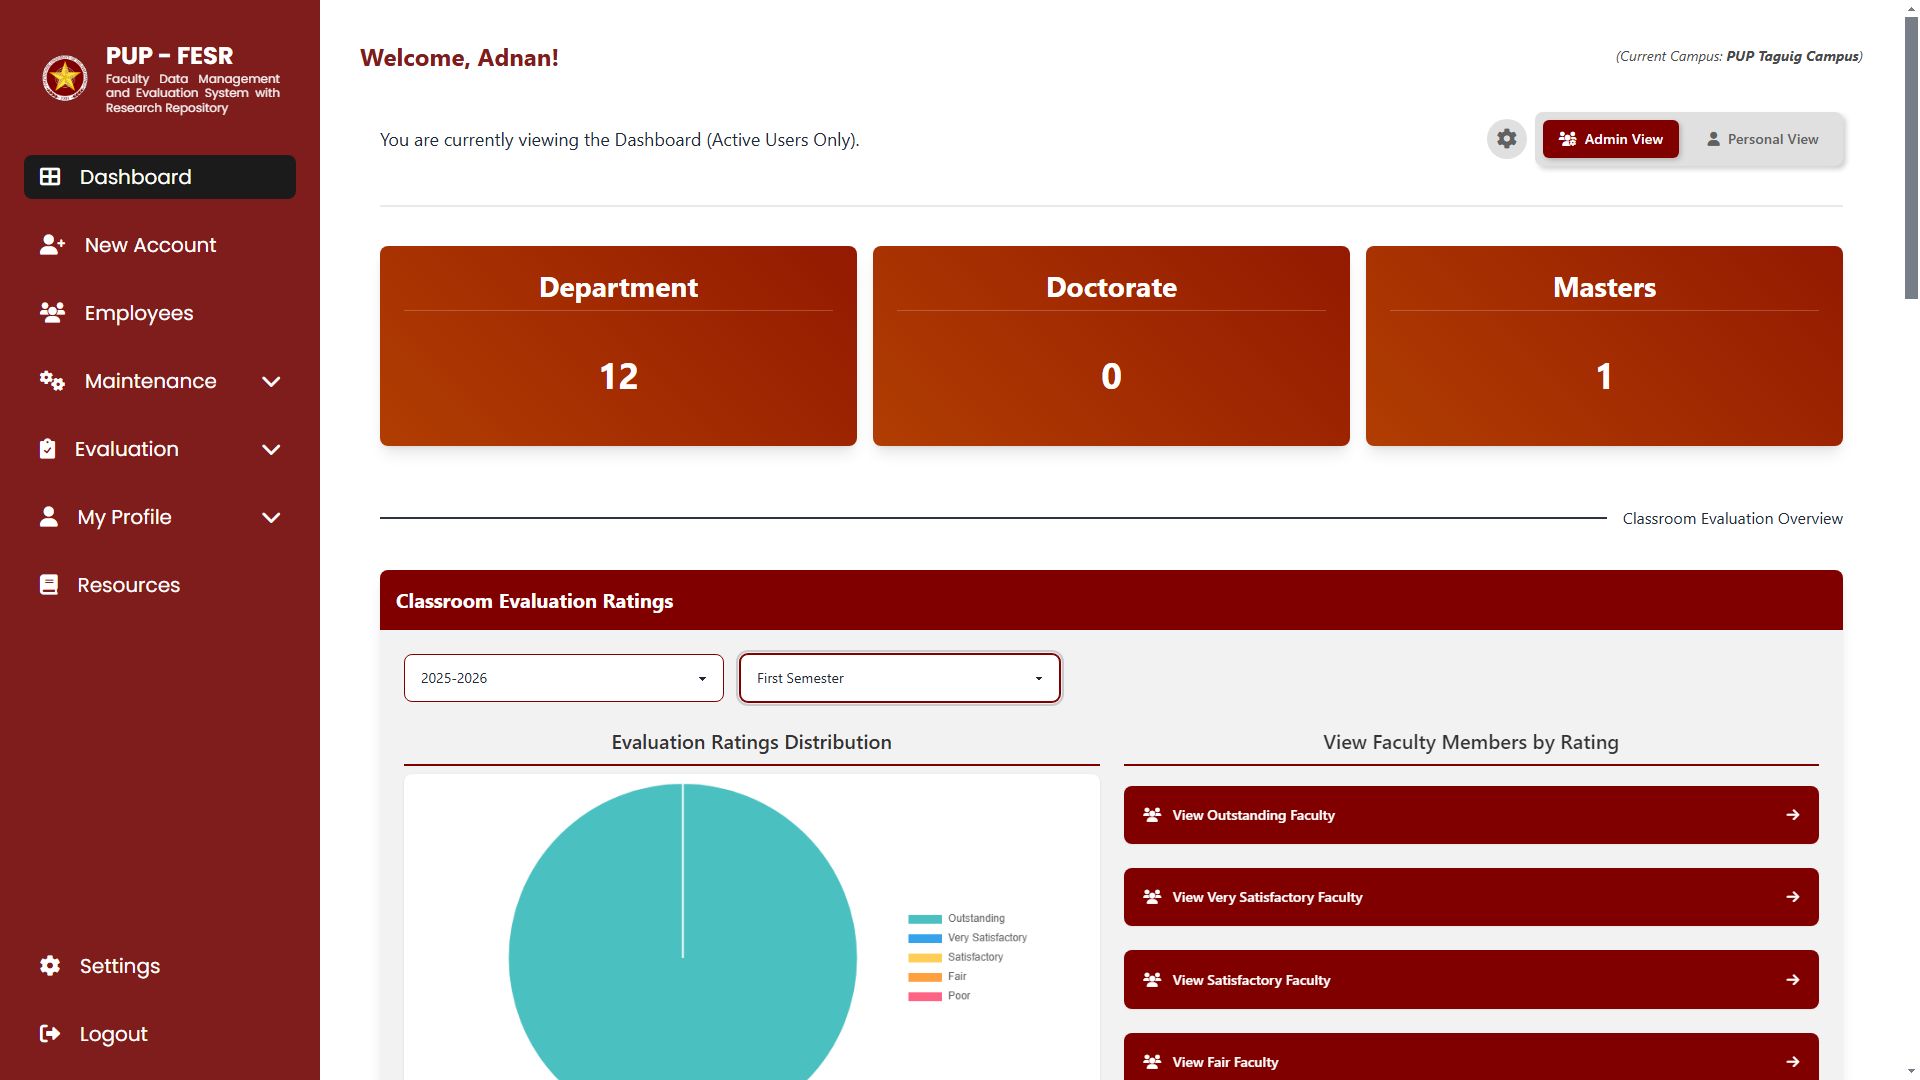 PUP - FESR
Faculty Data Management
and Evaluation System with
Research Repository
Dashboard
New Account
Employees
Maintenance
Evaluation
My Profile
Resources
Settings
Logout
Welcome, Adnan!
(Current Campus: PUP Taguig Campus)
You are currently viewing the Dashboard (Active Users Only).
Admin View
Personal View
Department
12
Doctorate
0
Masters
1
Classroom Evaluation Overview
Classroom Evaluation Ratings
2025-2026
First Semester
Evaluation Ratings Distribution
Outstanding
Very Satisfactory
Satisfactory
Fair
Poor
View Faculty Members by Rating
View Outstanding Faculty
View Very Satisfactory Faculty
View Satisfactory Faculty
View Fair Faculty